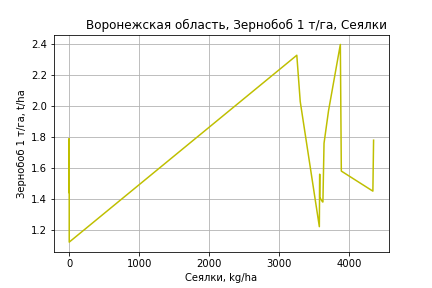 Воронежская область, Зернобоб 1 т/га, Сеялки
2.4
2.2
2.0
1.8
1.6
1.4
1.2
Зернобоб 1 т/га, t/ha
0 1000 2000 3000 4000
Сеялки, kg/ha